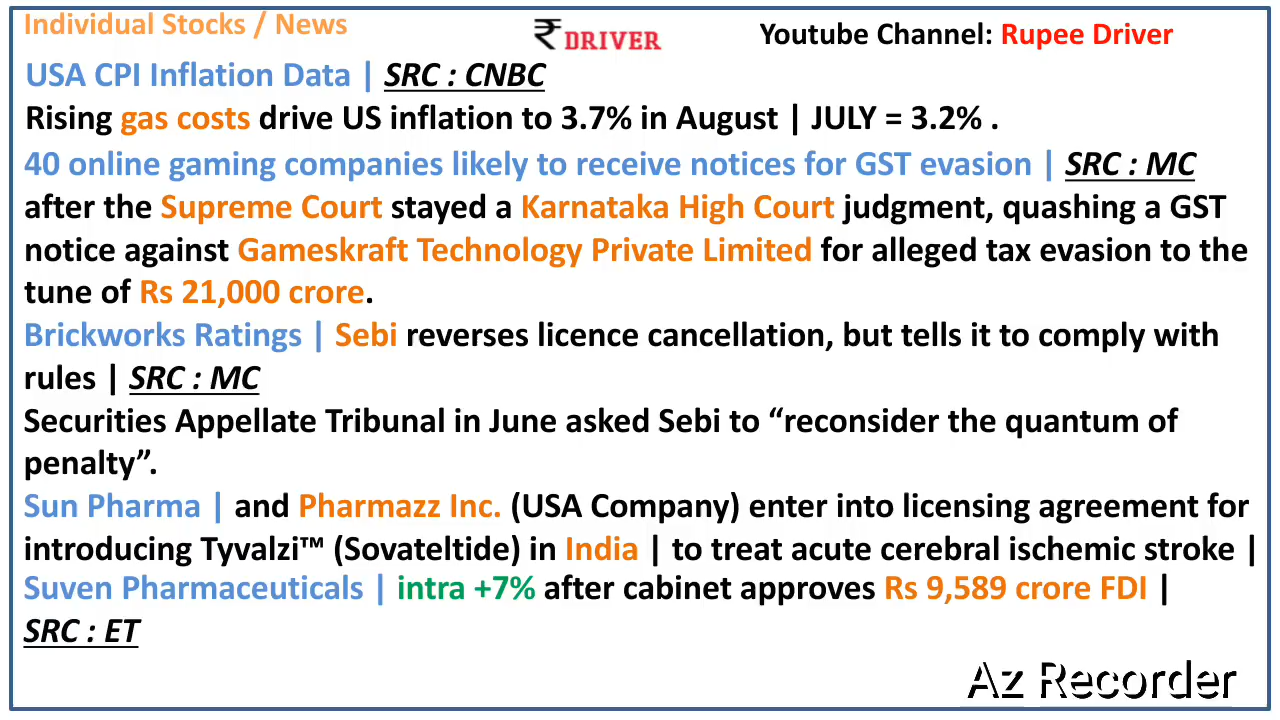 Individual Stocks / News
₹ DRIVER
Youtube Channel: Rupee Driver
USA CPI Inflation Data | SRC : CNBC
Rising gas costs drive US inflation to 3.7% in August | JULY = 3.2% .
40 online gaming companies likely to receive notices for GST evasion | SRC : MC
after the Supreme Court stayed a Karnataka High Court judgment, quashing a GST
notice against Gameskraft Technology Private Limited for alleged tax evasion to the
tune of Rs 21,000 crore.
Brickworks Ratings | Sebi reverses licence cancellation, but tells it to comply with
rules | SRC : MC
Securities Appellate Tribunal in June asked Sebi to “reconsider the quantum of
penalty”.
Sun Pharma | and Pharmazz Inc. (USA Company) enter into licensing agreement for
introducing Tyvalzi™ (Sovateltide) in India | to treat acute cerebral ischemic stroke |
Suven Pharmaceuticals | intra +7% after cabinet approves Rs 9,589 crore FDI |
SRC : ET
Az Recorder